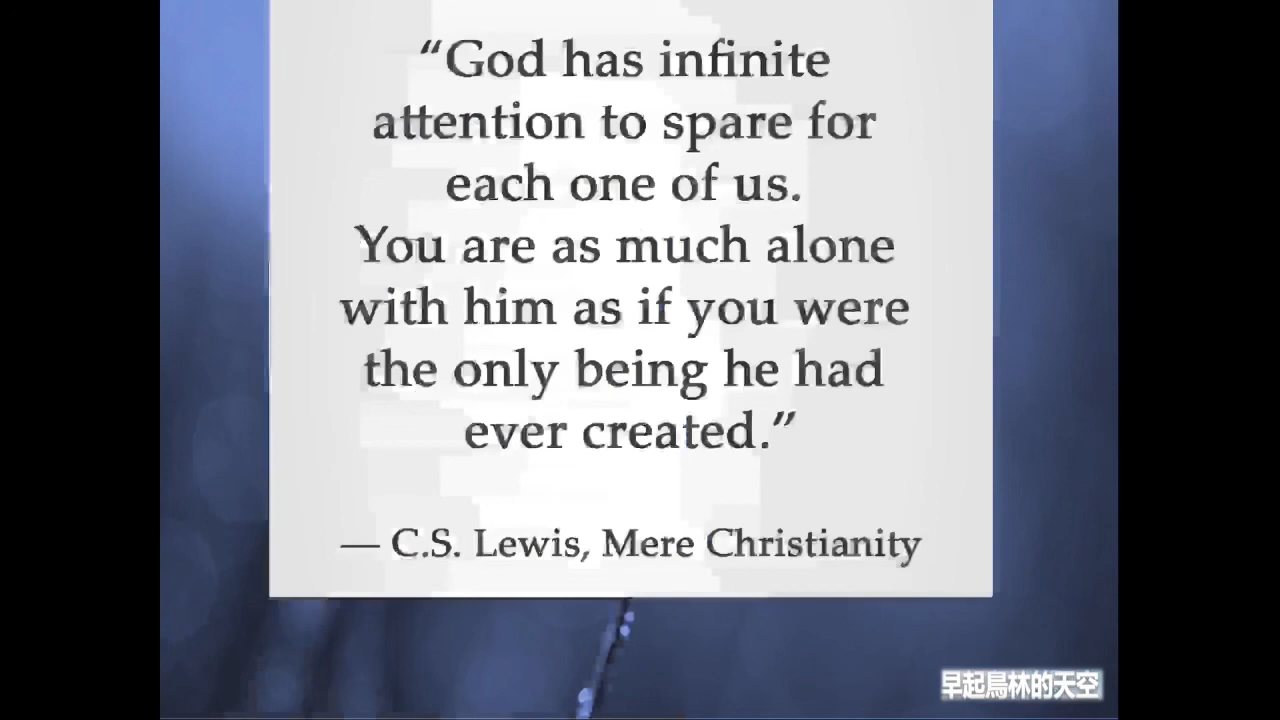 “God has infinite
attention to spare for
each one of us.
You are as much alone
with him as if you were
the only being he had
ever created.”
— C.S. Lewis, Mere Christianity
早起鳥林的天空